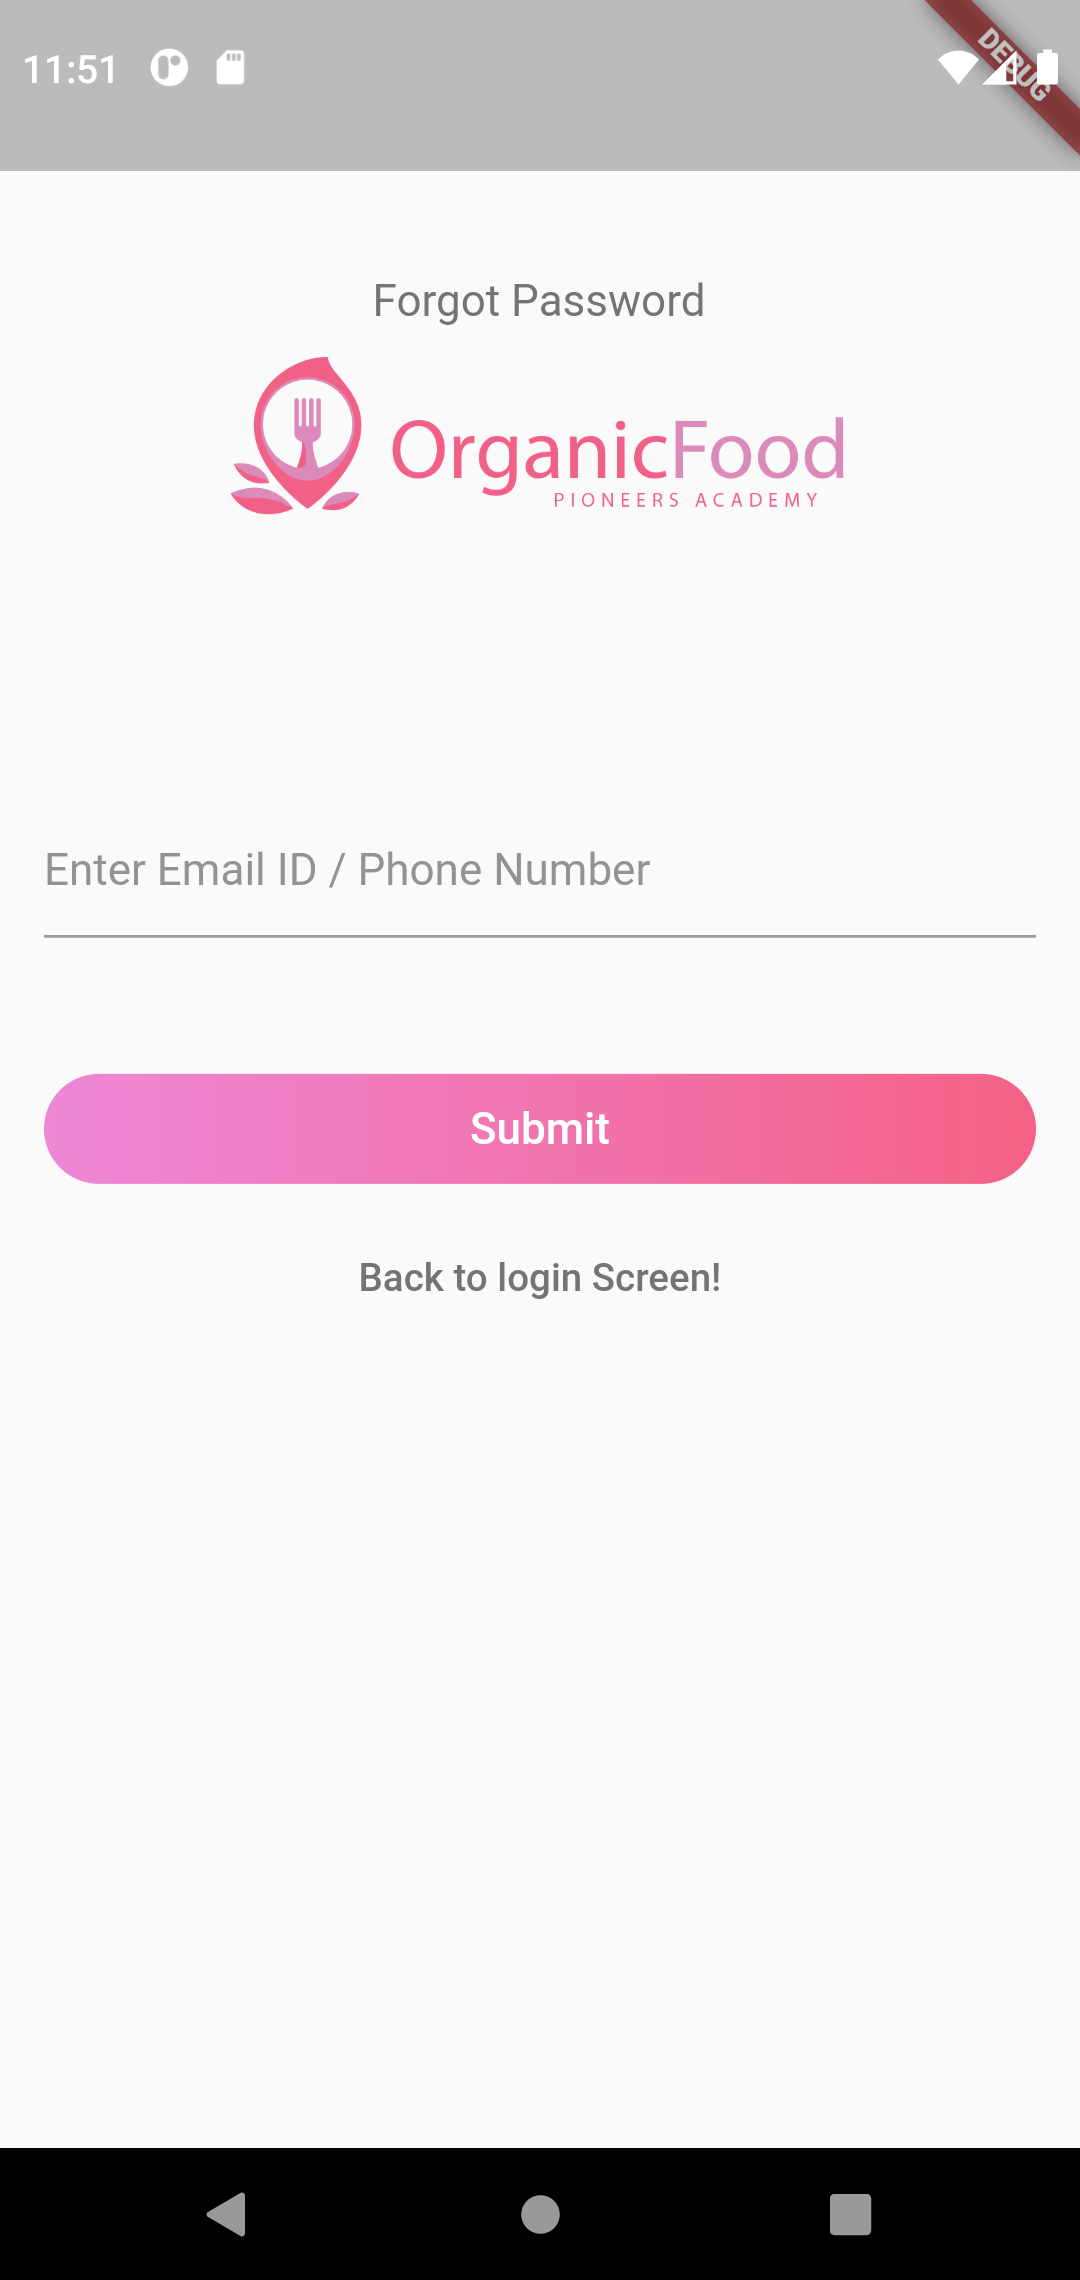 11:51
DEBUG
Forgot Password
OrganicFood
PIONEERS ACADEMY
Enter Email ID / Phone Number
Submit
Back to login Screen!